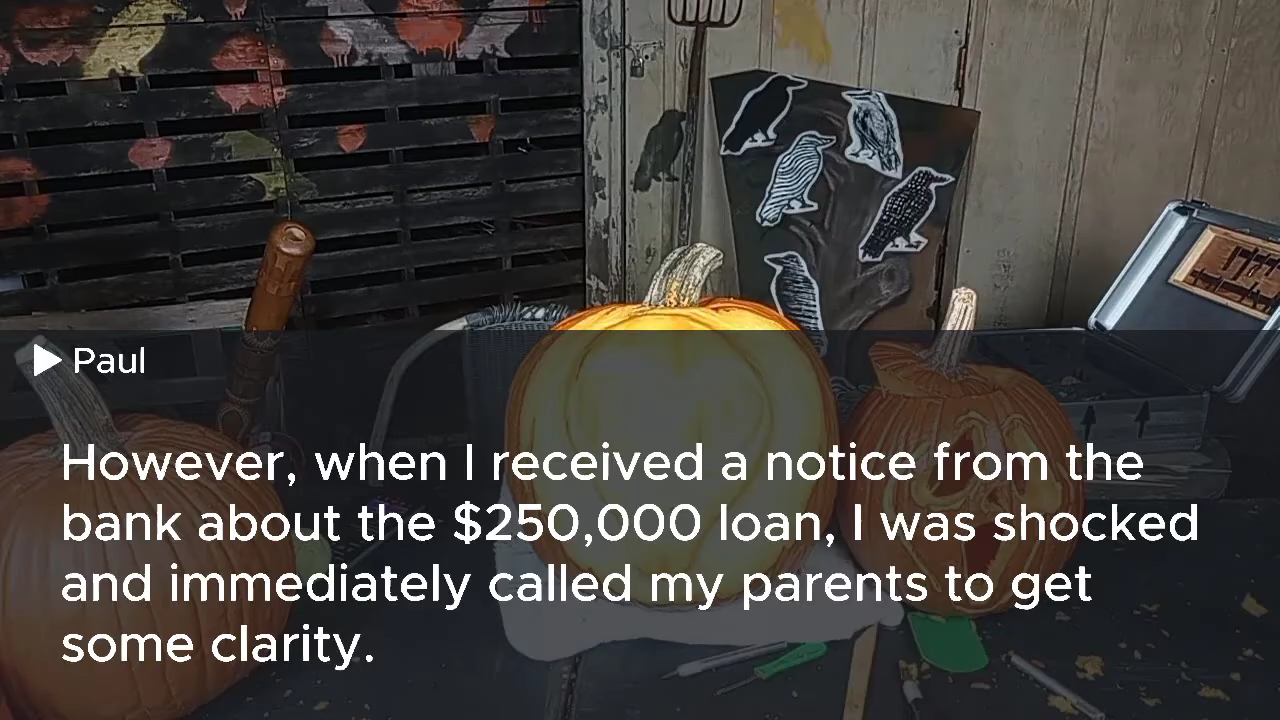 Paul
However, when I received a notice from the
bank about the $250,000 loan, I was shocked
and immediately called my parents to get
some clarity.